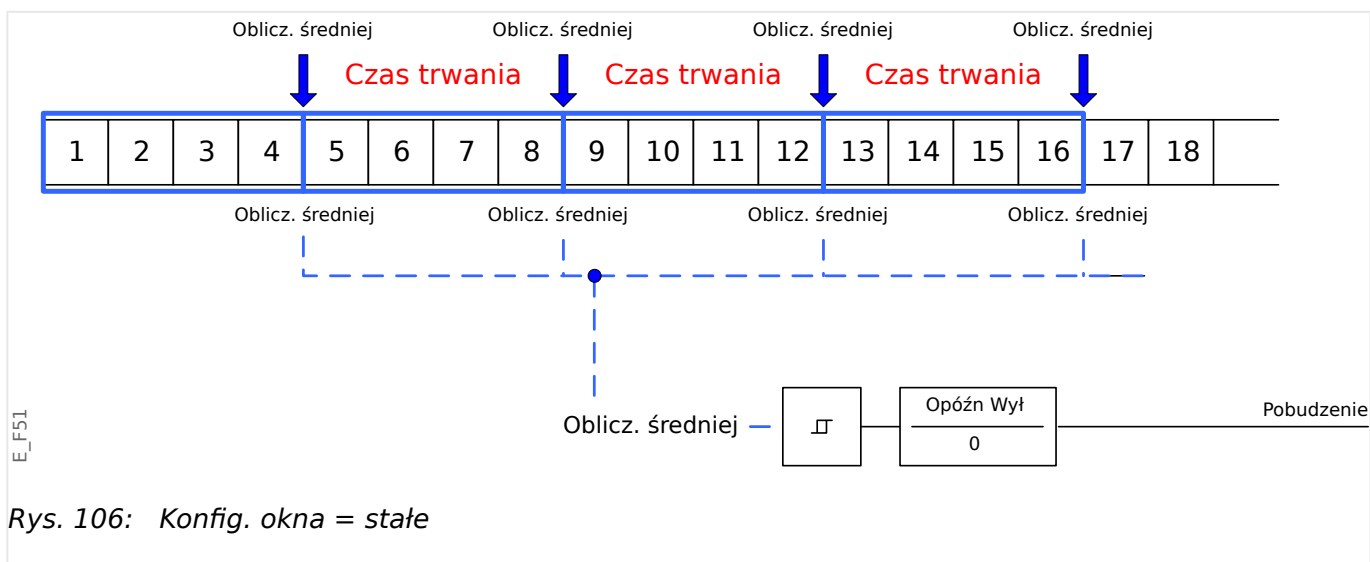 Oblicz. średniej Oblicz. średniej Oblicz. średniej Oblicz. średniej
Czas trwania Czas trwania Czas trwania
1 2 3 4 5 6 7 8 9 10 11 12 13 14 15 16 17 18
Oblicz. średniej Oblicz. średniej Oblicz. średniej Oblicz. średniej
Oblicz. średniej
Opóźn Wył
0
Pobudzenie
E_F51
Rys. 106: Konfig. okna = stałe